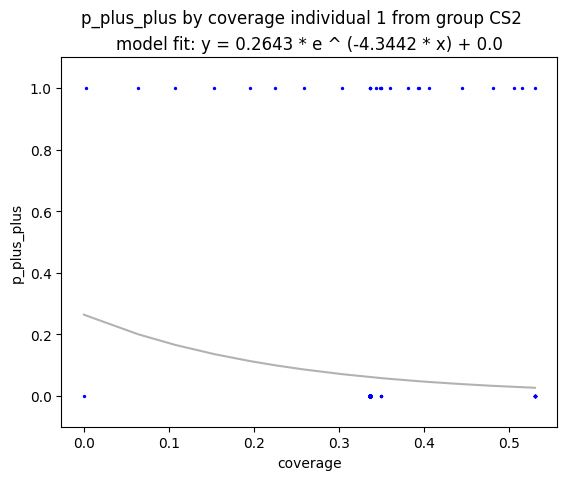 p_plus_plus by coverage individual 1 from group CS2
model fit: y = 0.2643 * e ^ (-4.3442 * x) + 0.0
1.0
0.8
0.6
0.4
0.2
0.0
p_plus_plus
0.0 0.1 0.2 0.3 0.4 0.5
coverage